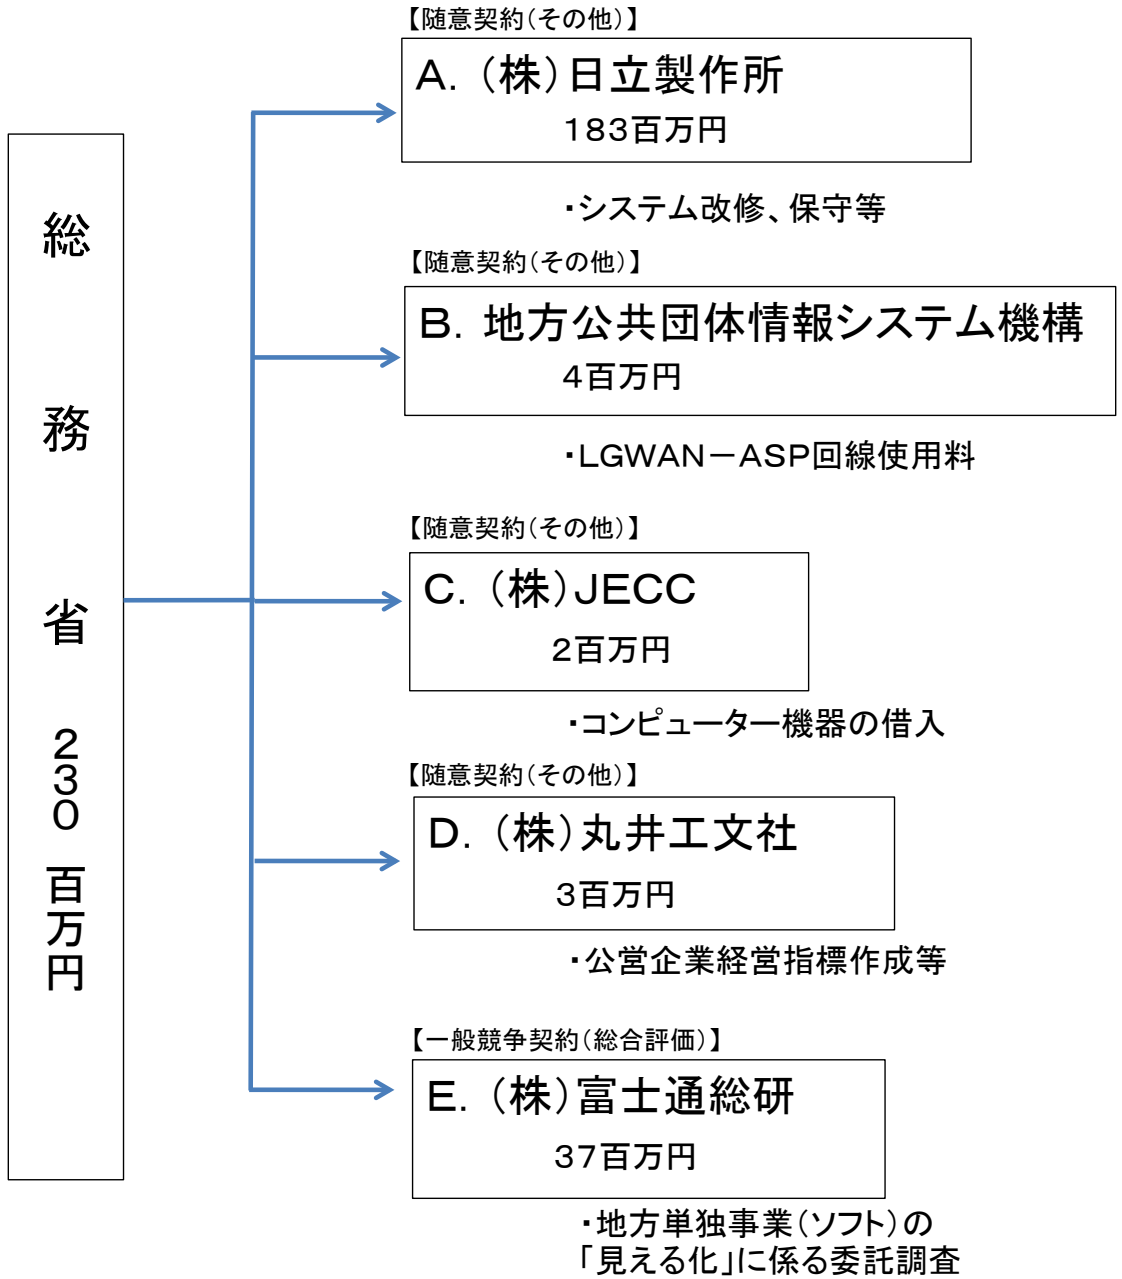 総務省 230百万円
【随意契約(その他)】
A.（株）日立製作所
183百万円
・システム改修、保守等
【随意契約(その他)】
B. 地方公共団体情報システム機構
4百万円
・LGWAN－ASP回線使用料
【随意契約(その他)】
C.（株）JECC
2百万円
・コンピューター機器の借入
【随意契約(その他)】
D.（株）丸井工文社
3百万円
・公営企業経営指標作成等
【一般競争契約(総合評価)】
E.（株）富士通総研
37百万円
・地方単独事業(ソフト)の
「見える化」に係る委託調査